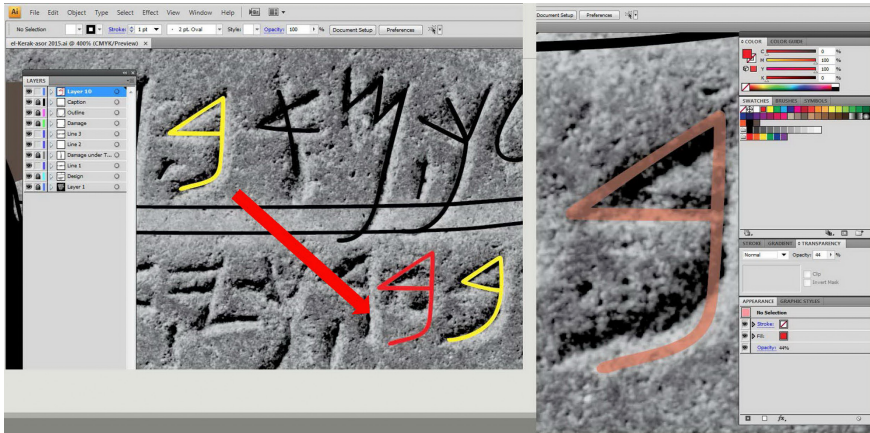 Ai File Edit Object Type Select Effect View Window Help Br
No Selection Stroke: 1 pt 2 pt. Oval Style: Opacity: 100 % Document Setup Preferences
el-Kerak-asor 2015.ai @ 400% (CMYK/Preview) ×
LAYERS
Layer 10
Caption
Outline
Damage
Line 3
Line 2
Damage under T...
Line 1
Design
Layer 1
Document Setup Preferences
COLOR COLOR GUIDE
C 0 %
M 100 %
Y 100 %
K 0 %
SWATCHES BRUSHES SYMBOLS
STROKE GRADIENT TRANSPARENCY
Normal Opacity: 44 %
Clip
Invert Mask
APPEARANCE GRAPHIC STYLES
No Selection
Stroke:
Fill:
Opacity: 44%
fx.